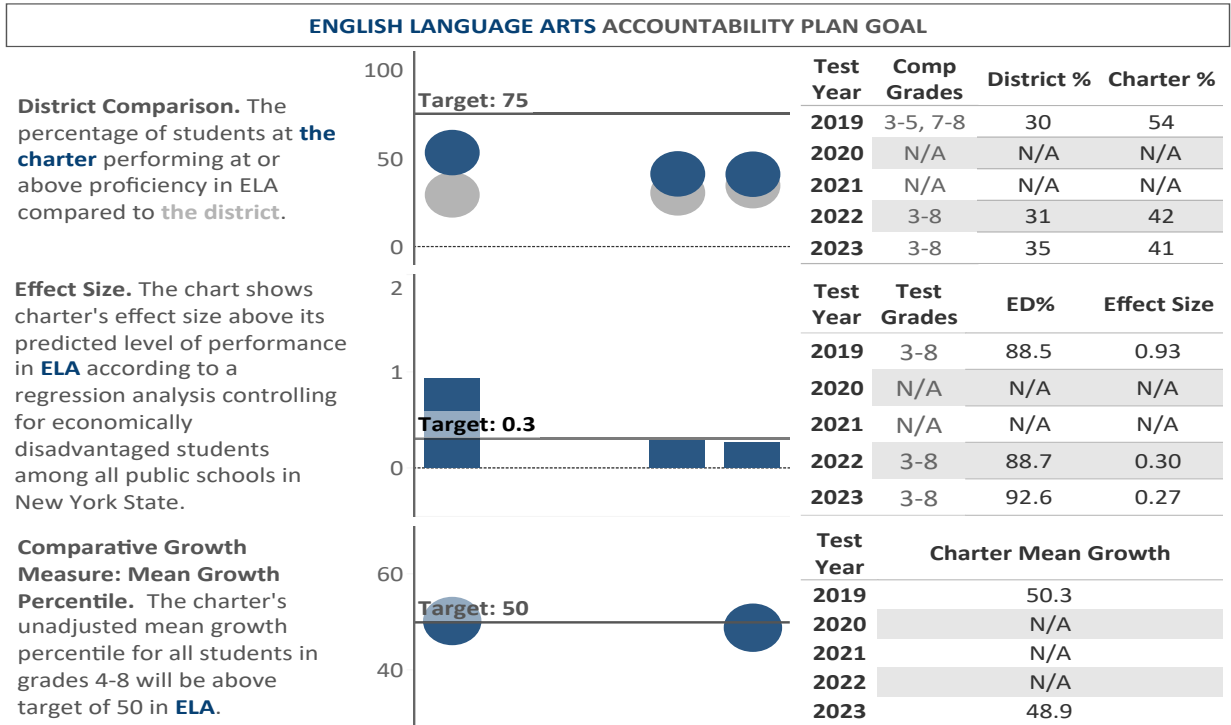 ENGLISH LANGUAGE ARTS ACCOUNTABILITY PLAN GOAL
District Comparison. The
percentage of students at the
charter performing at or
above proficiency in ELA
compared to the district.
100
Target: 75
50
0
Test Year Comp Grades District % Charter %
2019 3-5, 7-8 30 54
2020 N/A N/A N/A
2021 N/A N/A N/A
2022 3-8 31 42
2023 3-8 35 41
Effect Size. The chart shows
charter's effect size above its
predicted level of performance
in ELA according to a
regression analysis controlling
for economically
disadvantaged students
among all public schools in
New York State.
2
1
Target: 0.3
0
Test Year Test Grades ED% Effect Size
2019 3-8 88.5 0.93
2020 N/A N/A N/A
2021 N/A N/A N/A
2022 3-8 88.7 0.30
2023 3-8 92.6 0.27
Comparative Growth
Measure: Mean Growth
Percentile. The charter's
unadjusted mean growth
percentile for all students in
grades 4-8 will be above
target of 50 in ELA.
60
Target: 50
40
Test Year Charter Mean Growth
2019 50.3
2020 N/A
2021 N/A
2022 N/A
2023 48.9